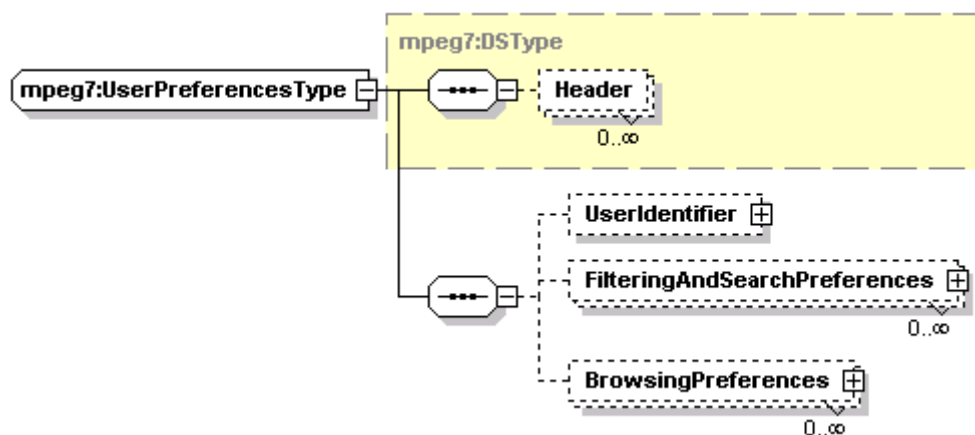 mpeg7:DSType
mpeg7:UserPreferencesType
Header
0..∞
UserIdentifier
FilteringAndSearchPreferences
0..∞
BrowsingPreferences
0..∞